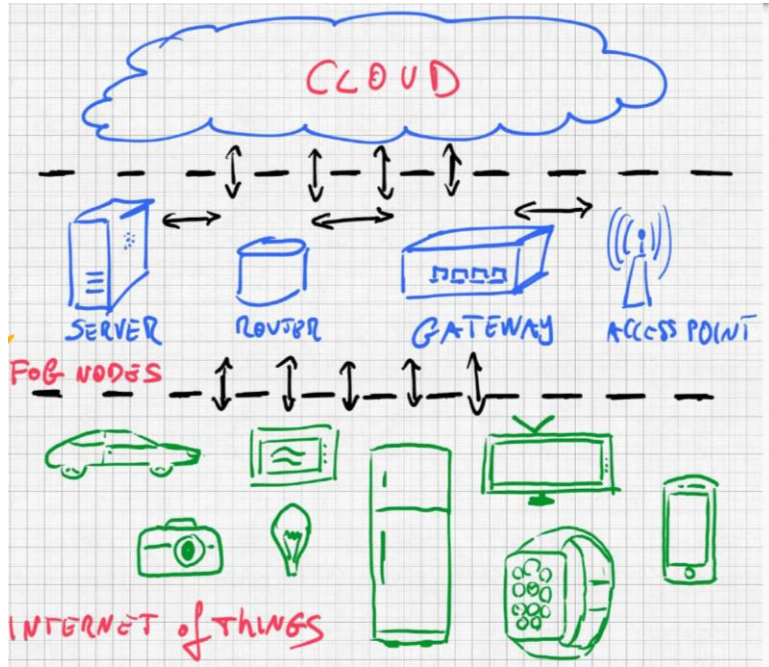 CLOUD
SERVER ROUTER GATEWAY ACCESS POINT
FOG NODES
INTERNET of THINGS